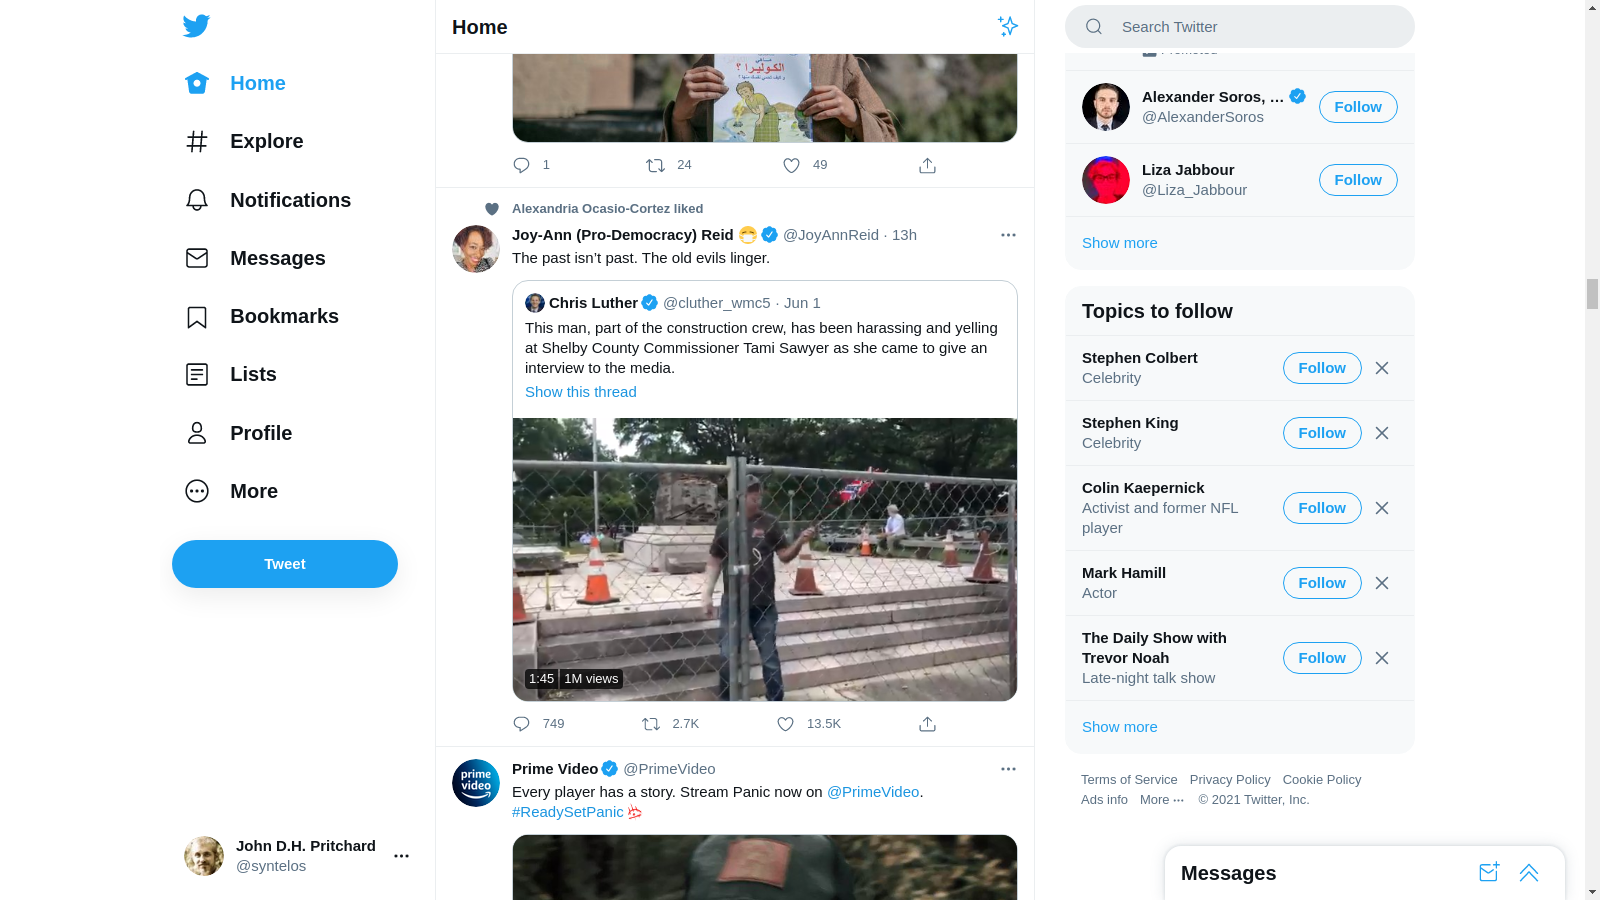 Home
Explore
Notifications
Messages
Bookmarks
Lists
Profile
More
Tweet
John D.H. Pritchard
@syntelos
Home
الكوليرا ؟
1
24
49
Alexandria Ocasio-Cortez liked
Joy-Ann (Pro-Democracy) Reid 😷 @JoyAnnReid · 13h
The past isn’t past. The old evils linger.
Chris Luther @cluther_wmc5 · Jun 1
This man, part of the construction crew, has been harassing and yelling
at Shelby County Commissioner Tami Sawyer as she came to give an
interview to the media.
Show this thread
1:45 1M views
749
2.7K
13.5K
prime
video
Prime Video @PrimeVideo
Every player has a story. Stream Panic now on @PrimeVideo.
#ReadySetPanic
Search Twitter
Promoted
Alexander Soros, …
@AlexanderSoros
Follow
Liza Jabbour
@Liza_Jabbour
Follow
Show more
Topics to follow
Stephen Colbert
Celebrity
Follow
Stephen King
Celebrity
Follow
Colin Kaepernick
Activist and former NFL
player
Follow
Mark Hamill
Actor
Follow
The Daily Show with
Trevor Noah
Late-night talk show
Follow
Show more
Terms of Service Privacy Policy Cookie Policy
Ads info More ··· © 2021 Twitter, Inc.
Messages